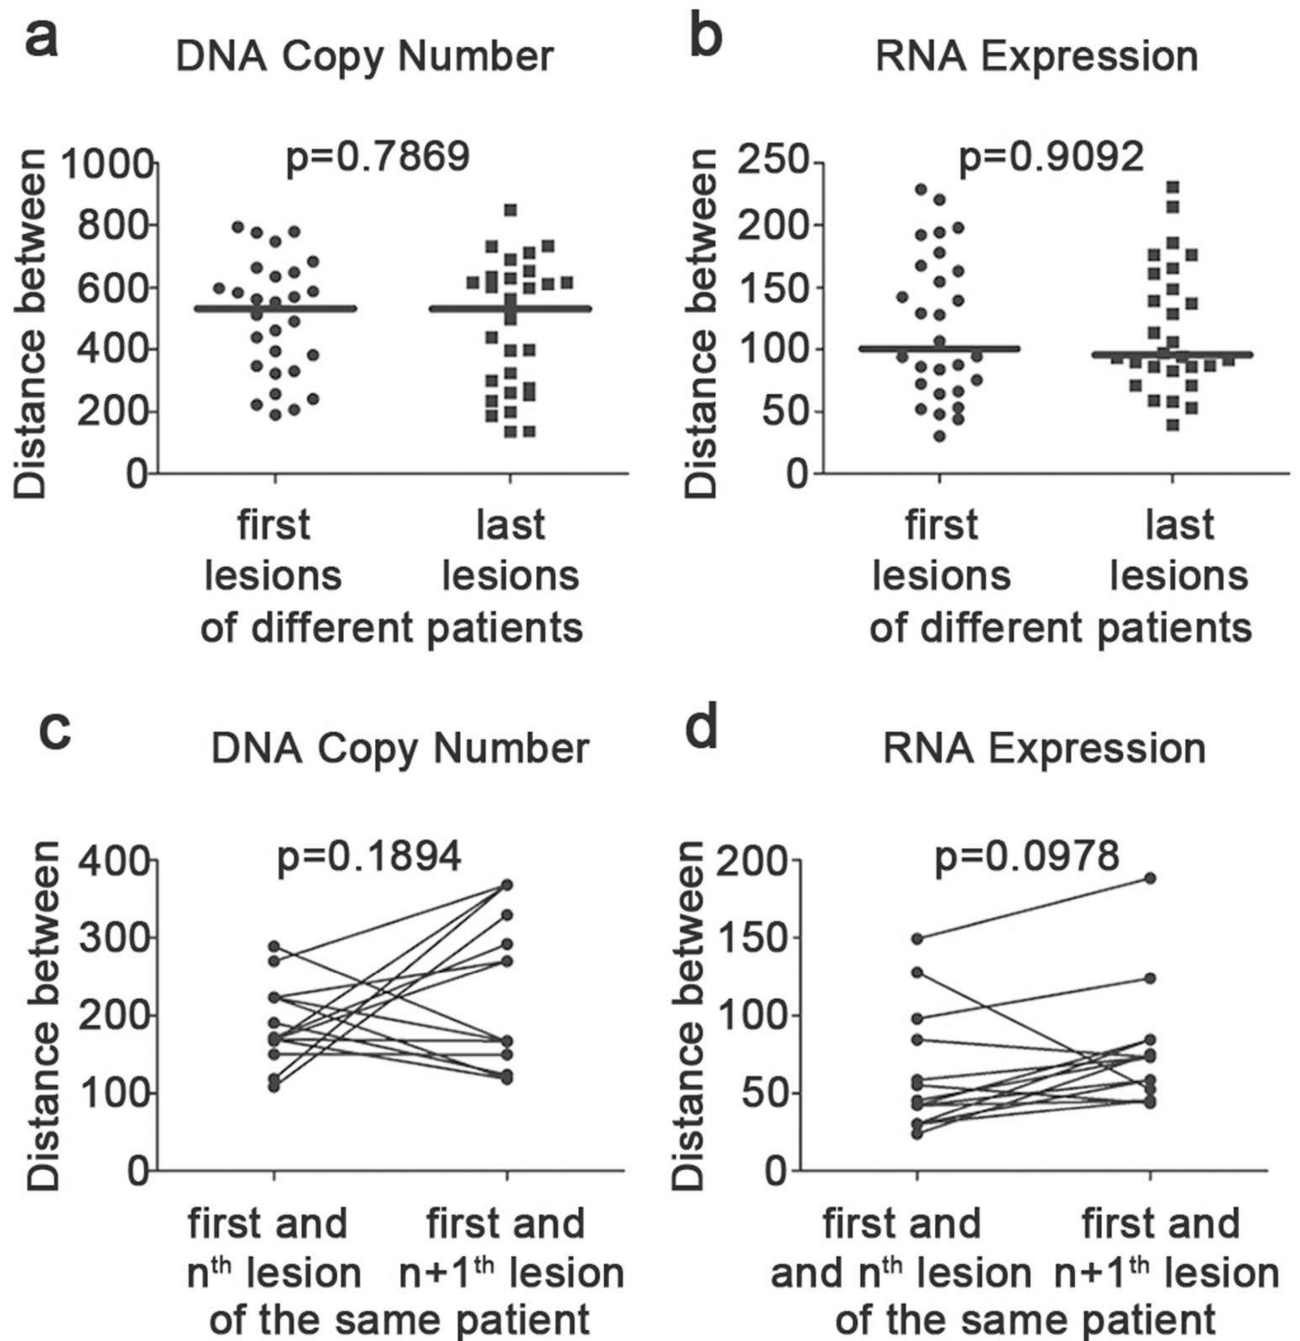 a
DNA Copy Number
p=0.7869
Distance between
1000
800
600
400
200
0
first last
lesions lesions
of different patients
b
RNA Expression
p=0.9092
Distance between
250
200
150
100
50
0
first last
lesions lesions
of different patients
c
DNA Copy Number
p=0.1894
Distance between
400
300
200
100
0
first and first and
nth lesion n+1th lesion
of the same patient
d
RNA Expression
p=0.0978
Distance between
200
150
100
50
0
first and first and
and nth lesion n+1th lesion
of the same patient